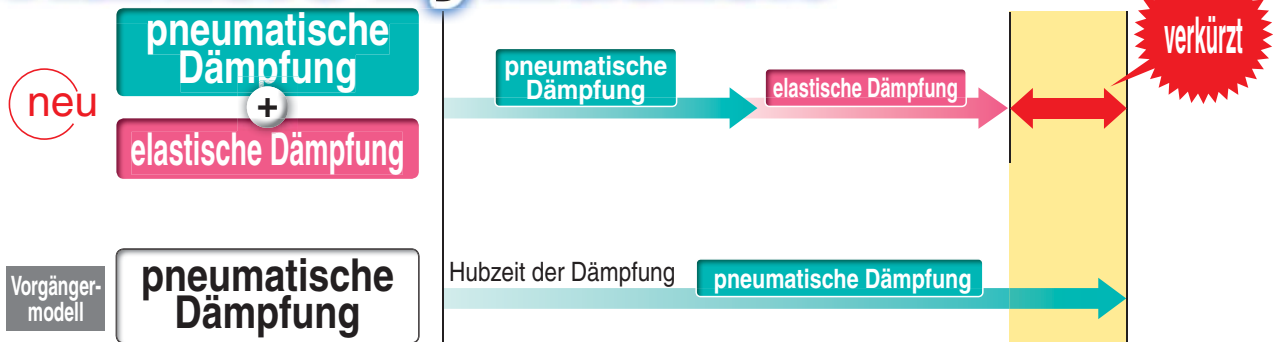 pneumatische
Dämpfung
+
elastische Dämpfung
neu
pneumatische
Dämpfung
elastische Dämpfung
verkürzt
Vorgänger-
modell
pneumatische
Dämpfung
Hubzeit der Dämpfung
pneumatische Dämpfung